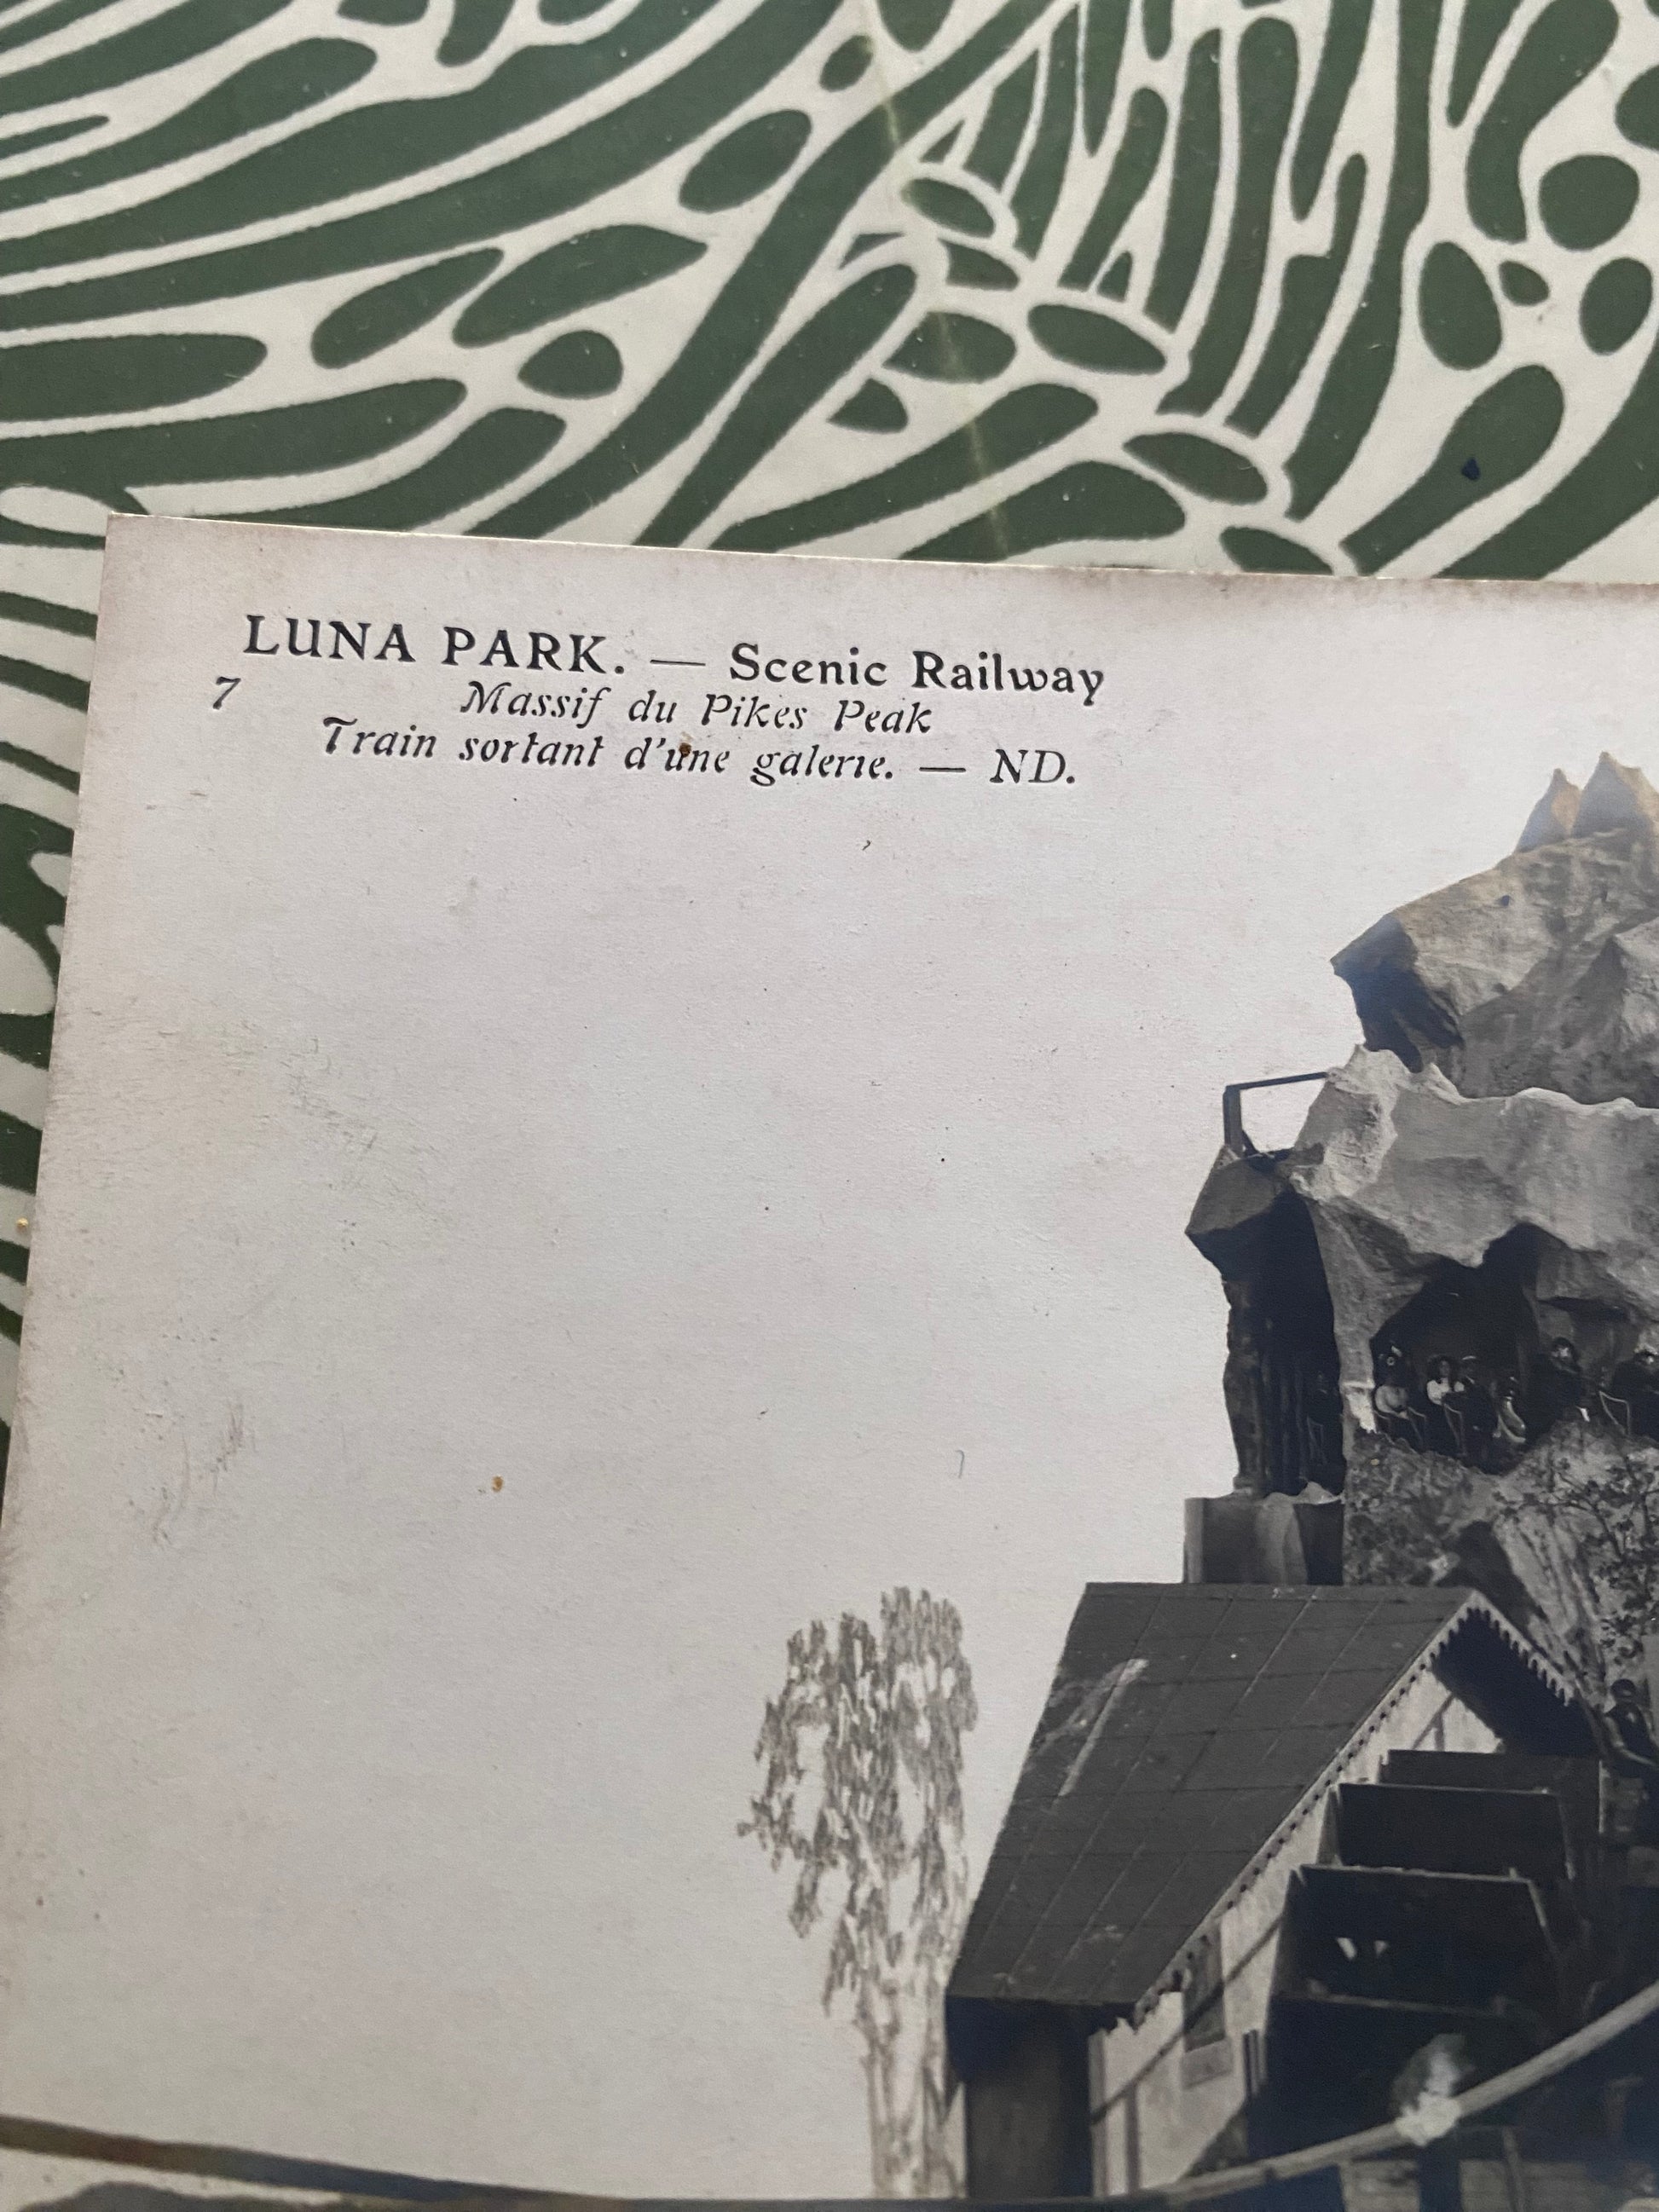 LUNA PARK. — Scenic Railway
7 Massif du Pikes Peak
Train sortant d'une galerie. — ND.